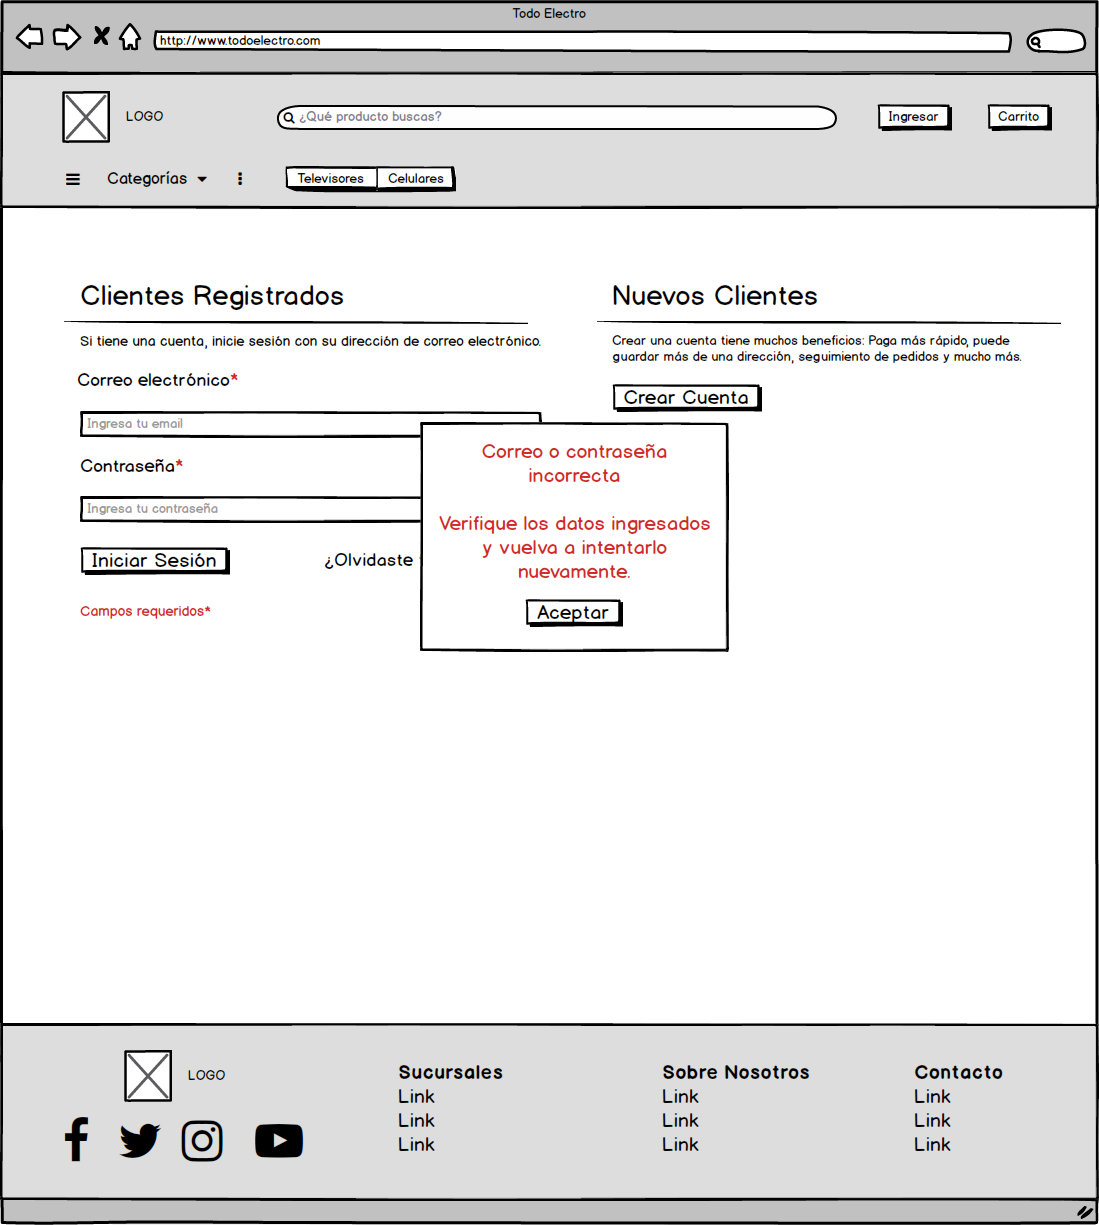 Todo Electro
http://www.todoelectro.com
LOGO
¿Qué producto buscas?
Ingresar
Carrito
Categorías
Televisores
Celulares
Clientes Registrados
Si tiene una cuenta, inicie sesión con su dirección de correo electrónico.
Correo electrónico*
Ingresa tu email
Contraseña*
Ingresa tu contraseña
Iniciar Sesión
¿Olvidaste
Campos requeridos*
Nuevos Clientes
Crear una cuenta tiene muchos beneficios: Paga más rápido, puede
guardar más de una dirección, seguimiento de pedidos y mucho más.
Crear Cuenta
Correo o contraseña
incorrecta
Verifique los datos ingresados
y vuelva a intentarlo
nuevamente.
Aceptar
LOGO
Sucursales
Link
Link
Link
Sobre Nosotros
Link
Link
Link
Contacto
Link
Link
Link